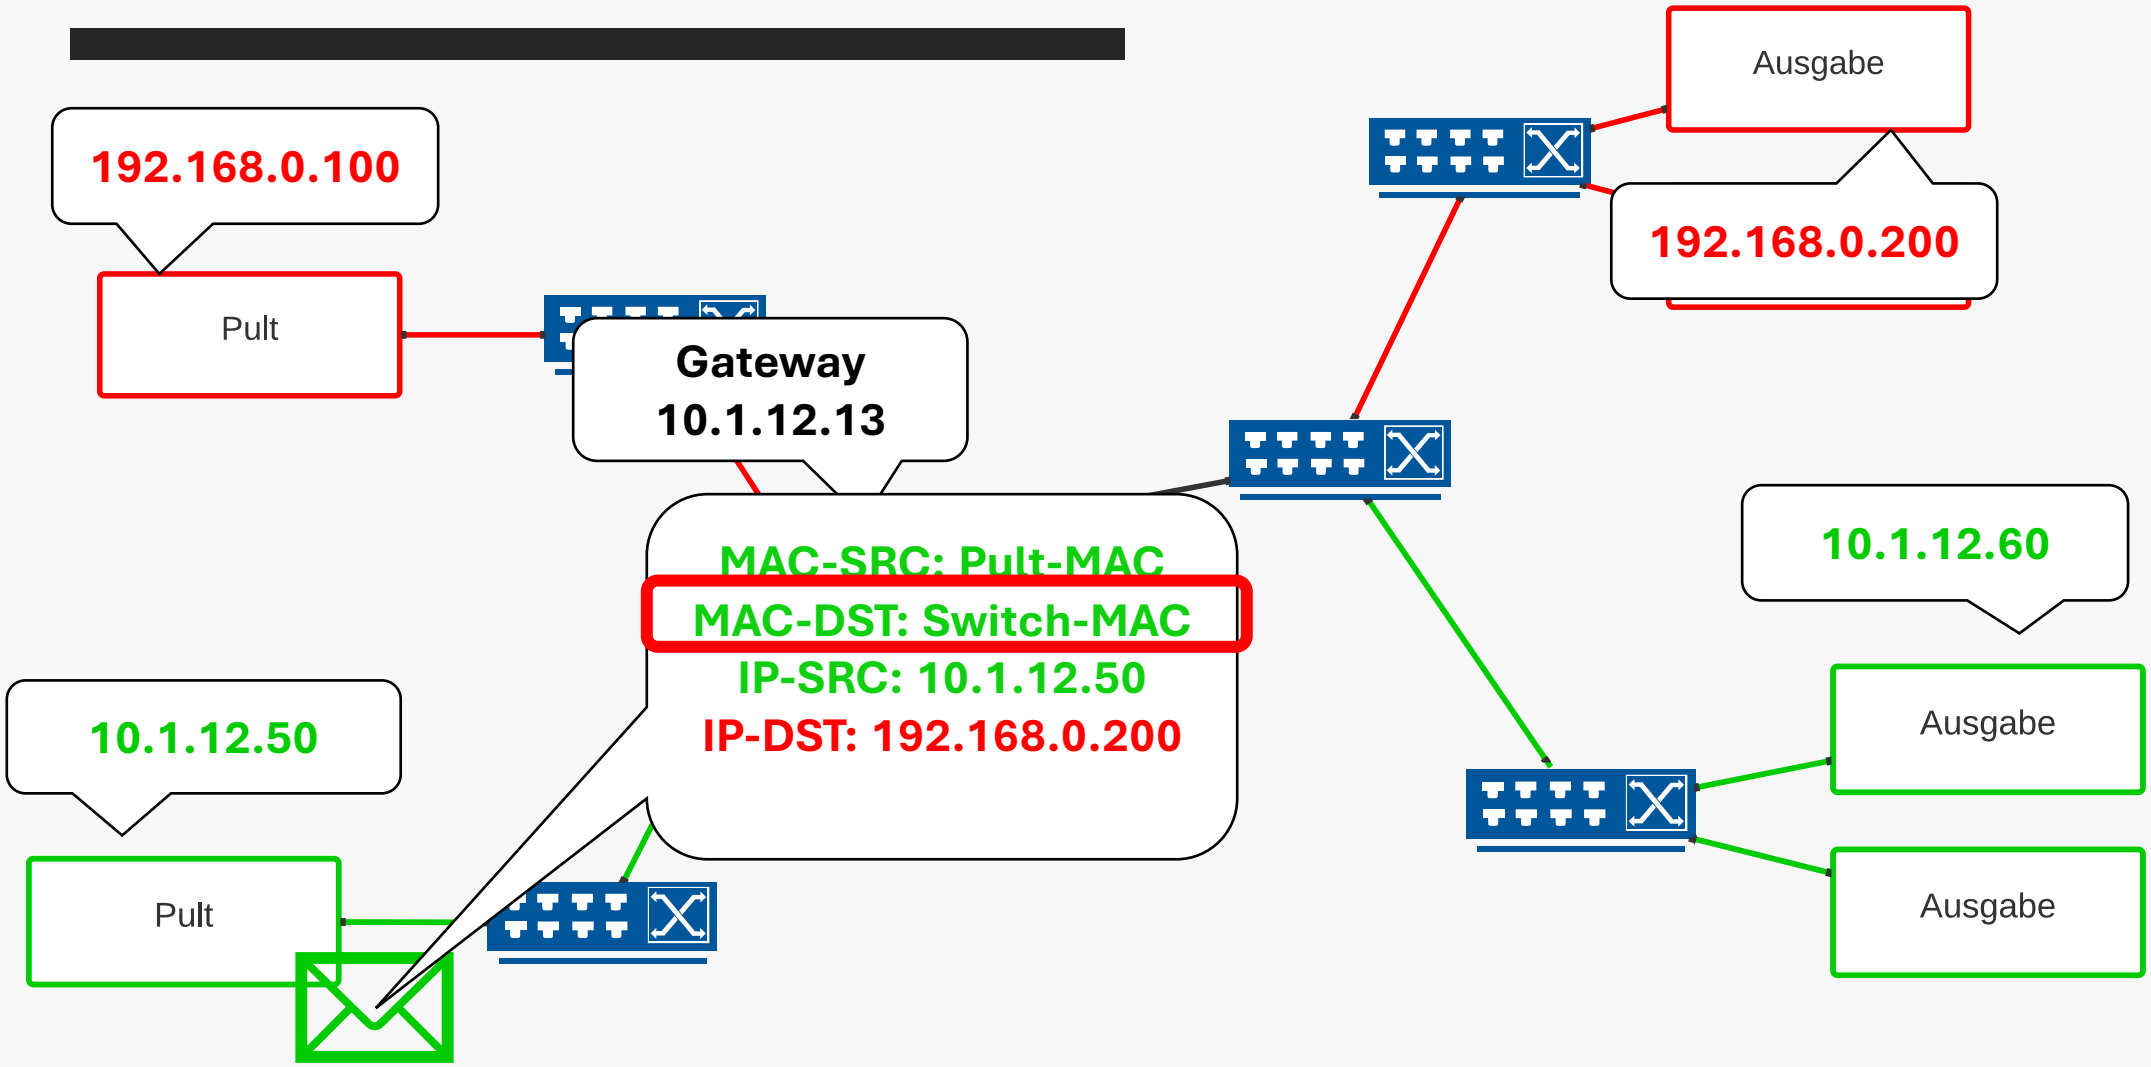 Ausgabe
192.168.0.100
192.168.0.200
Pult
Gateway
10.1.12.13
MAC-SRC: Pult-MAC
MAC-DST: Switch-MAC
IP-SRC: 10.1.12.50
IP-DST: 192.168.0.200
10.1.12.60
10.1.12.50
Ausgabe
Pult
Ausgabe